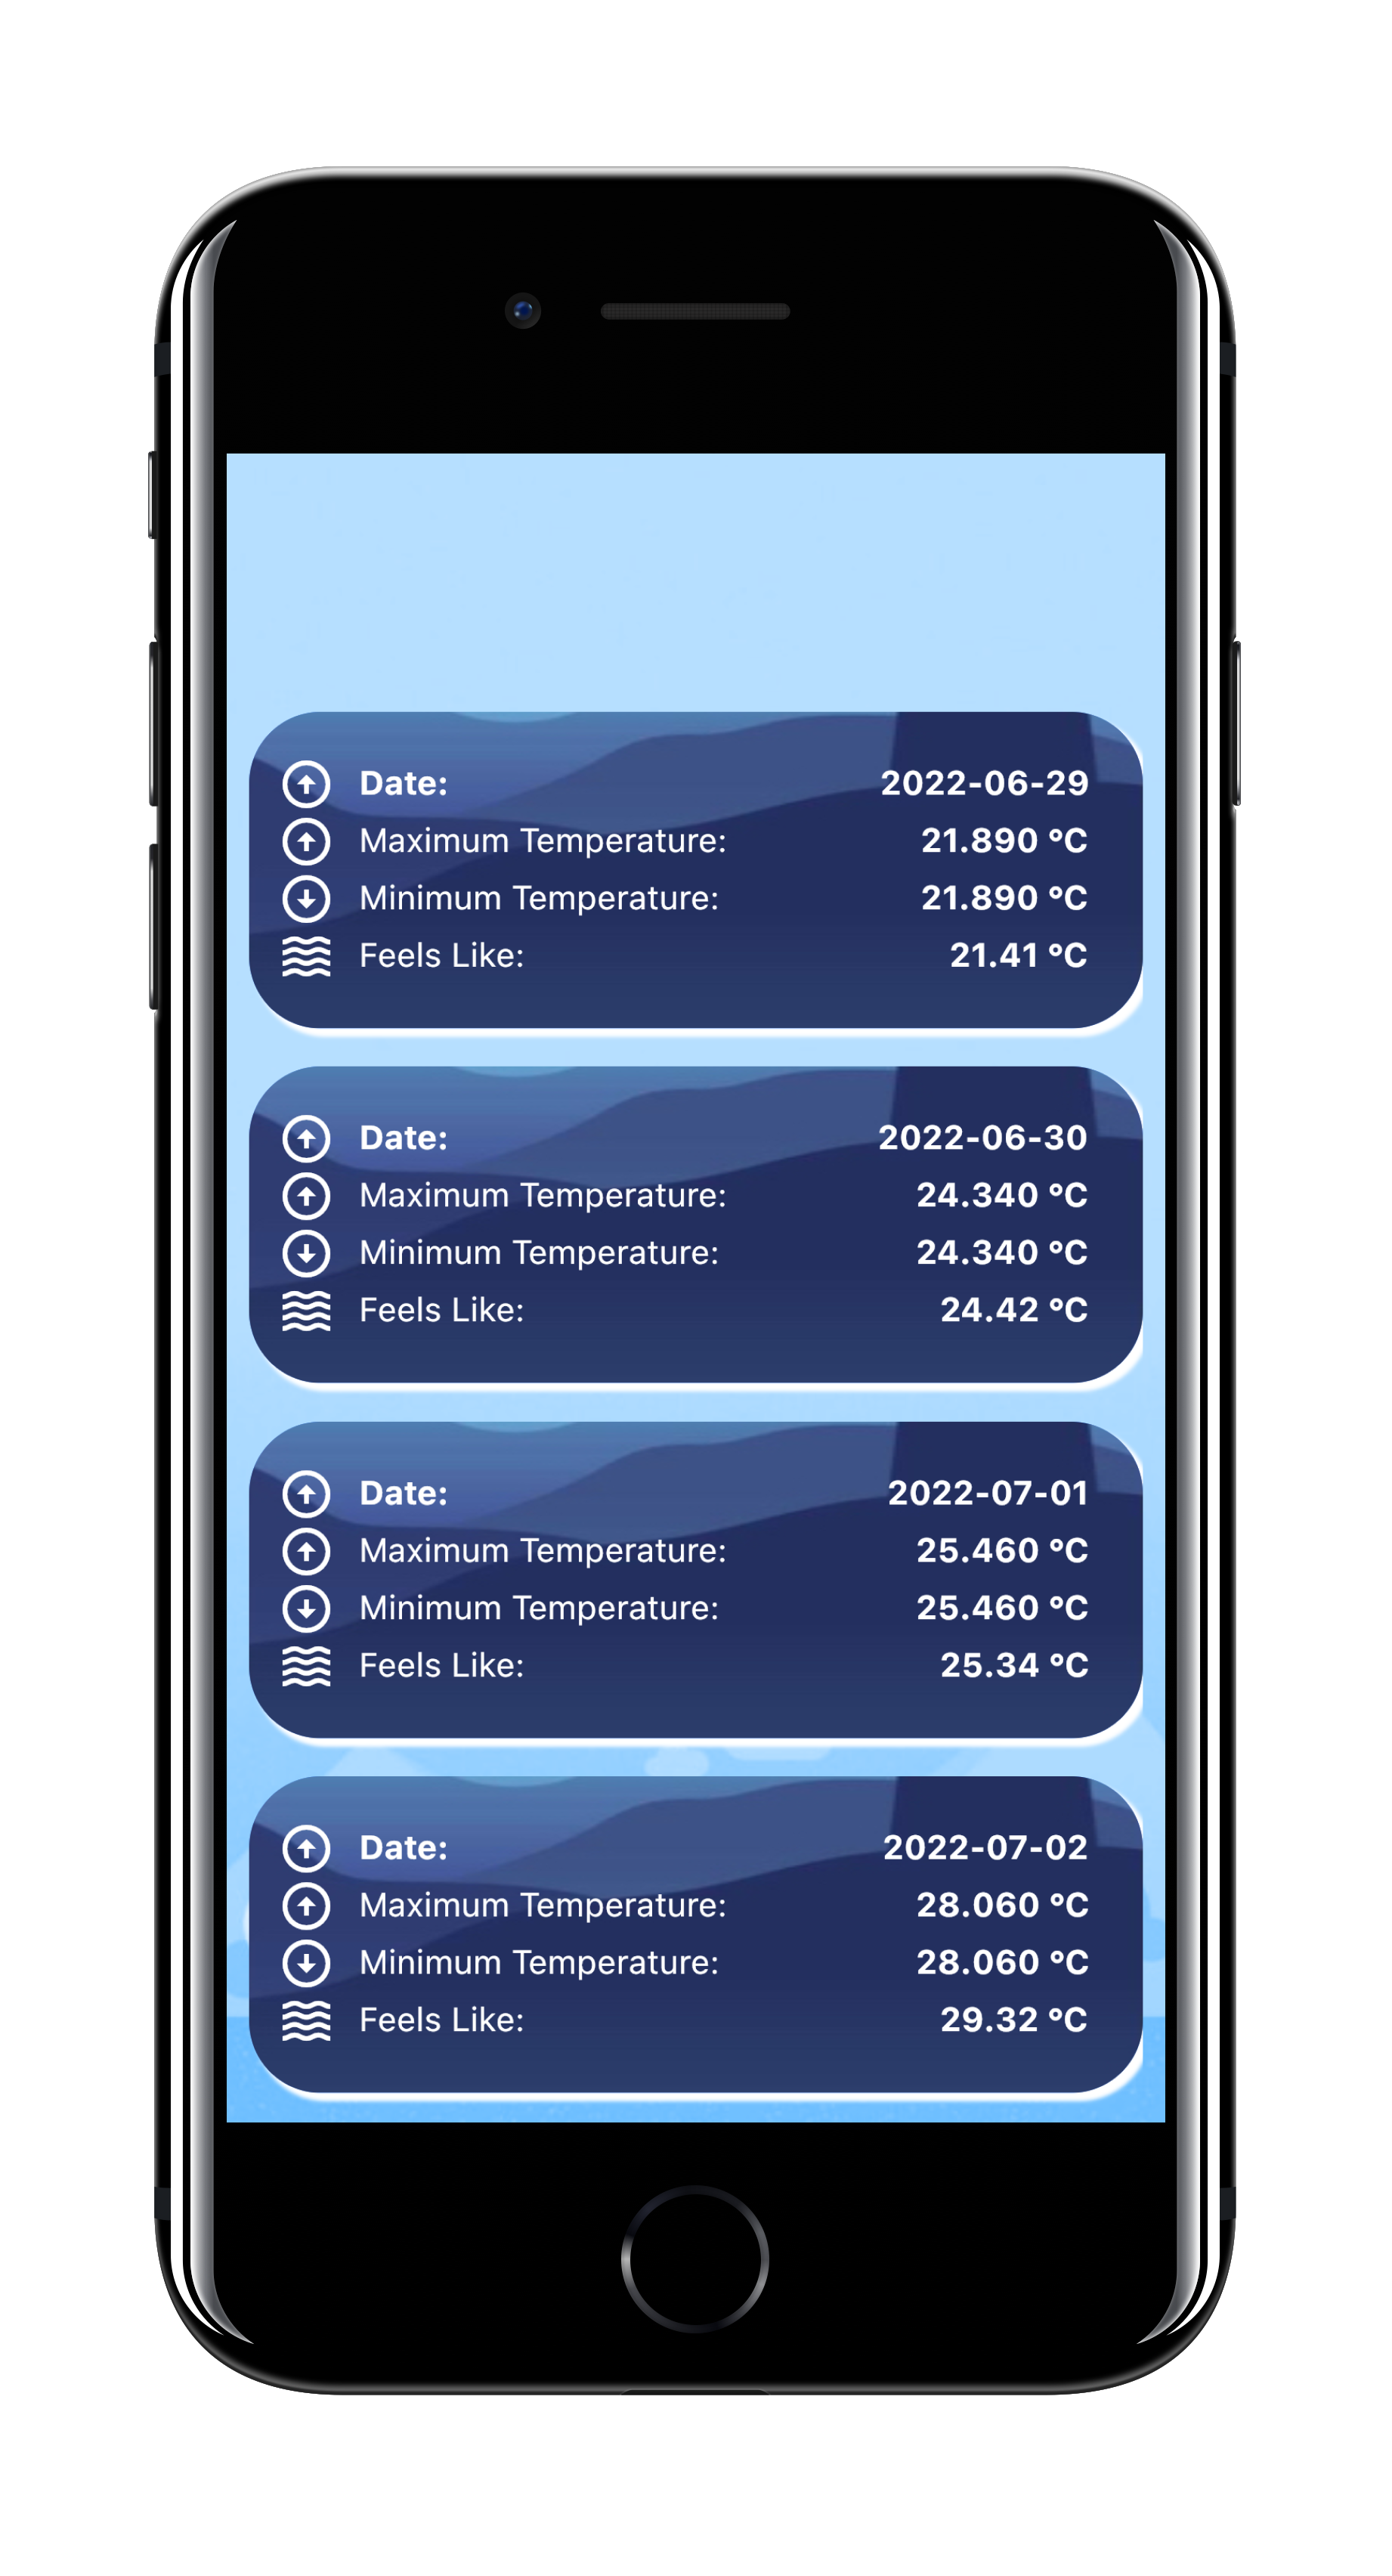 Date: 2022-06-29
Maximum Temperature: 21.890 °C
Minimum Temperature: 21.890 °C
Feels Like: 21.41 °C
Date: 2022-06-30
Maximum Temperature: 24.340 °C
Minimum Temperature: 24.340 °C
Feels Like: 24.42 °C
Date: 2022-07-01
Maximum Temperature: 25.460 °C
Minimum Temperature: 25.460 °C
Feels Like: 25.34 °C
Date: 2022-07-02
Maximum Temperature: 28.060 °C
Minimum Temperature: 28.060 °C
Feels Like: 29.32 °C